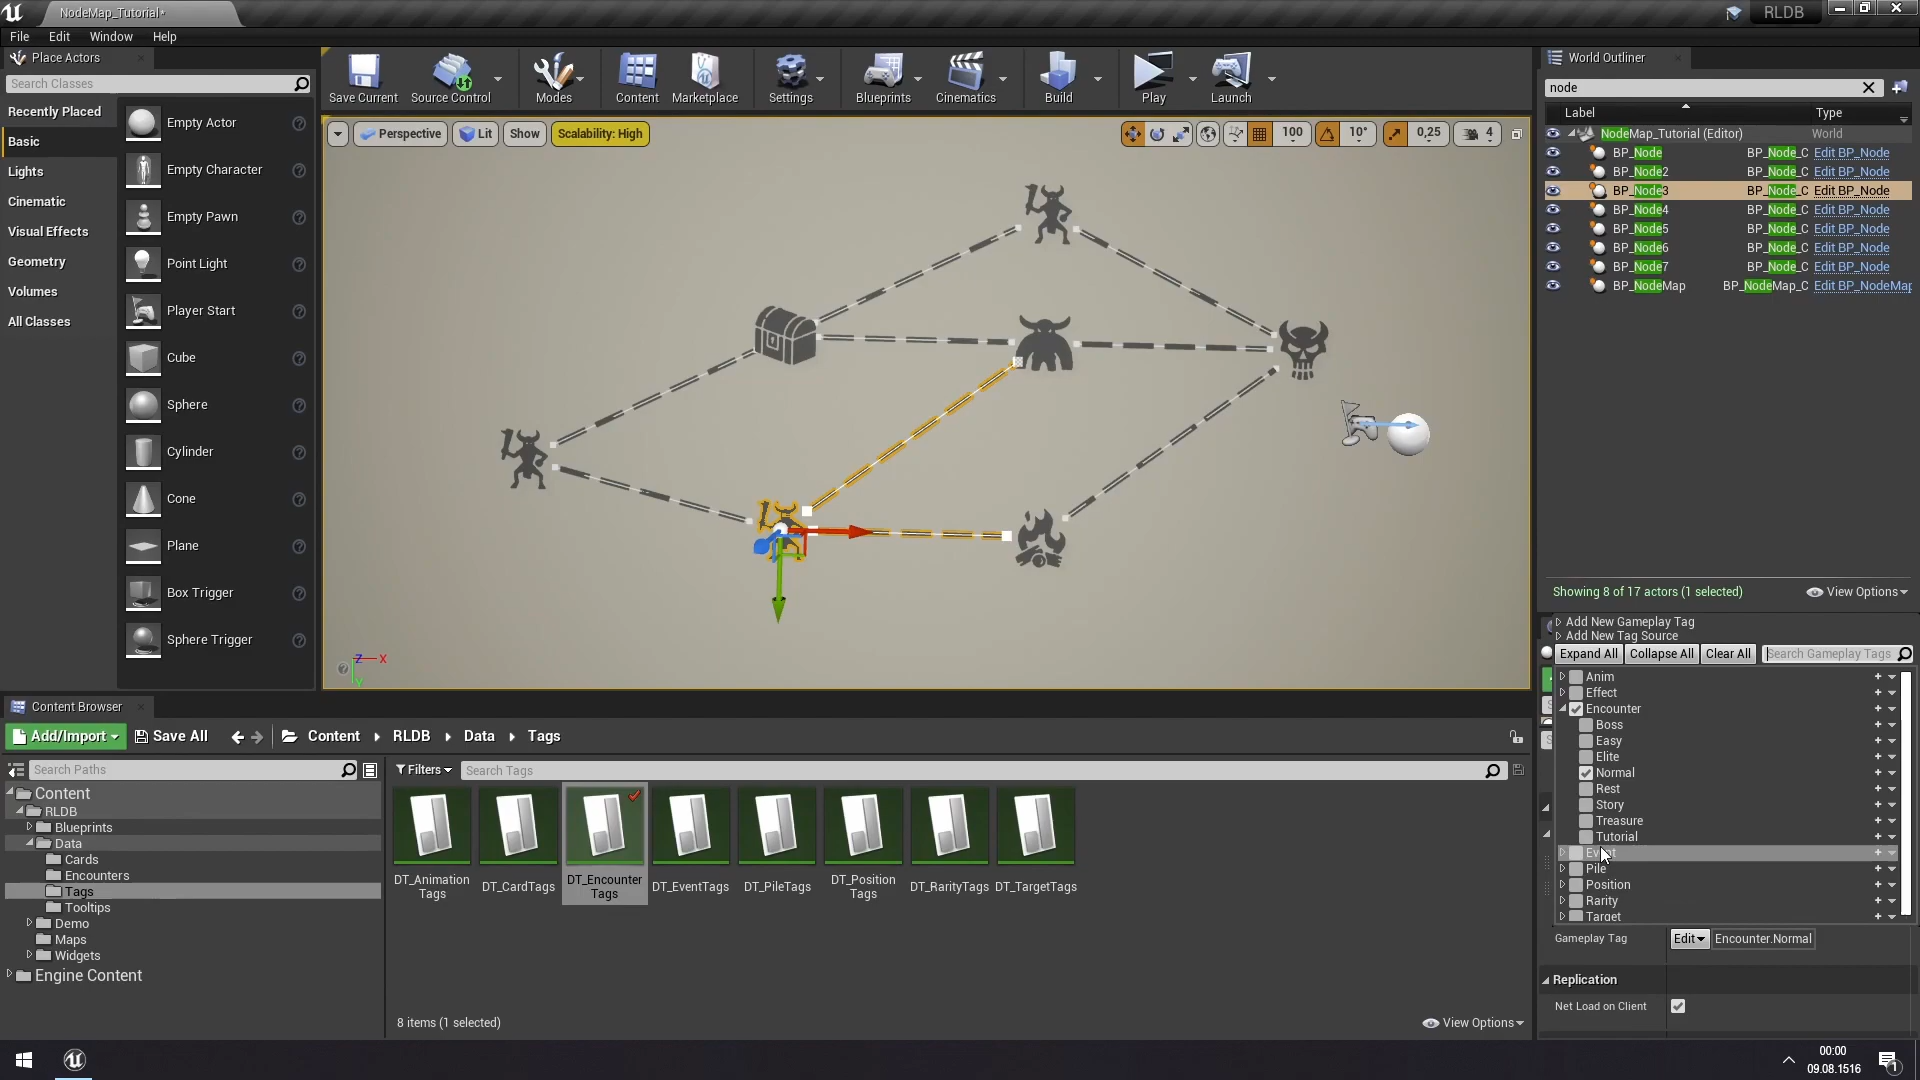 NodeMap_Tutorial*
RLDB
File Edit Window Help
Place Actors
Search Classes
Recently Placed
Basic
Lights
Cinematic
Visual Effects
Geometry
Volumes
All Classes
Empty Actor
Empty Character
Empty Pawn
Point Light
Player Start
Cube
Sphere
Cylinder
Cone
Plane
Box Trigger
Sphere Trigger
Save Current
Source Control
Modes
Content
Marketplace
Settings
Blueprints
Cinematics
Build
Play
Launch
Perspective
Lit
Show
Scalability: High
100
10°
0,25
4
Z X
Y
World Outliner
node
Label Type
NodeMap_Tutorial (Editor) World
BP_Node BP_Node_C Edit BP_Node
BP_Node2 BP_Node_C Edit BP_Node
BP_Node3 BP_Node_C Edit BP_Node
BP_Node4 BP_Node_C Edit BP_Node
BP_Node5 BP_Node_C Edit BP_Node
BP_Node6 BP_Node_C Edit BP_Node
BP_Node7 BP_Node_C Edit BP_Node
BP_NodeMap BP_NodeMap_C Edit BP_NodeMap
Showing 8 of 17 actors (1 selected)
View Options
Add New Gameplay Tag
Add New Tag Source
Expand All Collapse All Clear All Search Gameplay Tags
Anim
Effect
Encounter
Boss
Easy
Elite
Normal
Rest
Story
Treasure
Tutorial
Event
Pile
Position
Rarity
Target
Gameplay Tag Edit Encounter.Normal
Replication
Net Load on Client
Content Browser
Add/Import Save All Content RLDB Data Tags
Search Paths
Filters
Search Tags
Content
RLDB
Blueprints
Data
Cards
Encounters
Tags
Tooltips
Demo
Maps
Widgets
Engine Content
DT_Animation
Tags
DT_CardTags
DT_Encounter
Tags
DT_EventTags
DT_PileTags
DT_Position
Tags
DT_RarityTags
DT_TargetTags
8 items (1 selected)
View Options
00:00
09.08.1516
1